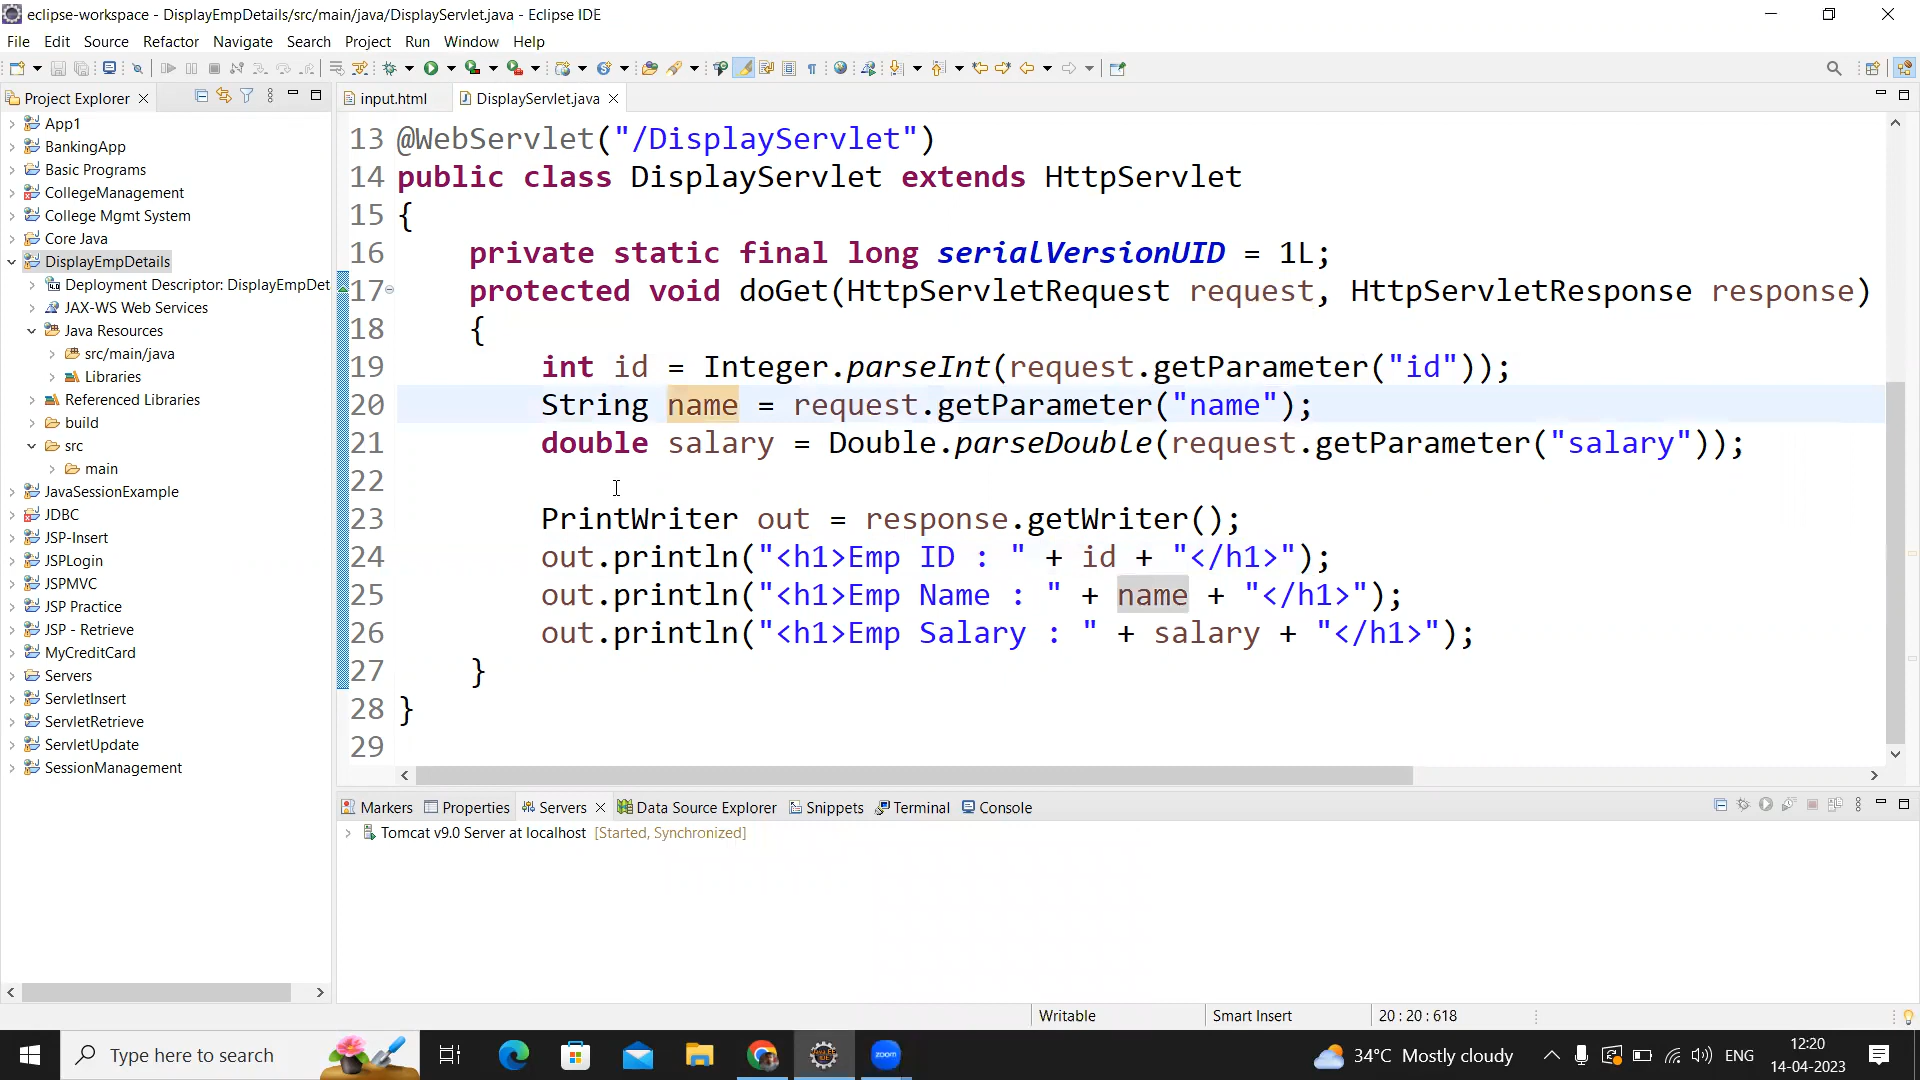 eclipse-workspace - DisplayEmpDetails/src/main/java/DisplayServlet.java - Eclipse IDE
File Edit Source Refactor Navigate Search Project Run Window Help
Project Explorer
input.html
DisplayServlet.java
App1
BankingApp
Basic Programs
CollegeManagement
College Mgmt System
Core Java
DisplayEmpDetails
Deployment Descriptor: DisplayEmpDet
JAX-WS Web Services
Java Resources
src/main/java
Libraries
Referenced Libraries
build
src
main
JavaSessionExample
JDBC
JSP-Insert
JSPLogin
JSPMVC
JSP Practice
JSP - Retrieve
MyCreditCard
Servers
ServletInsert
ServletRetrieve
ServletUpdate
SessionManagement
13 @WebServlet("/DisplayServlet")
14 public class DisplayServlet extends HttpServlet
15 {
16 private static final long serialVersionUID = 1L;
17 protected void doGet(HttpServletRequest request, HttpServletResponse response)
18 {
19 int id = Integer.parseInt(request.getParameter("id"));
20 String name = request.getParameter("name");
21 double salary = Double.parseDouble(request.getParameter("salary"));
22
23 PrintWriter out = response.getWriter();
24 out.println("<h1>Emp ID : " + id + "</h1>");
25 out.println("<h1>Emp Name : " + name + "</h1>");
26 out.println("<h1>Emp Salary : " + salary + "</h1>");
27 }
28 }
29
Markers Properties Servers Data Source Explorer Snippets Terminal Console
Tomcat v9.0 Server at localhost [Started, Synchronized]
Writable Smart Insert 20 : 20 : 618
Type here to search
zoom
34°C Mostly cloudy
ENG
12:20
14-04-2023